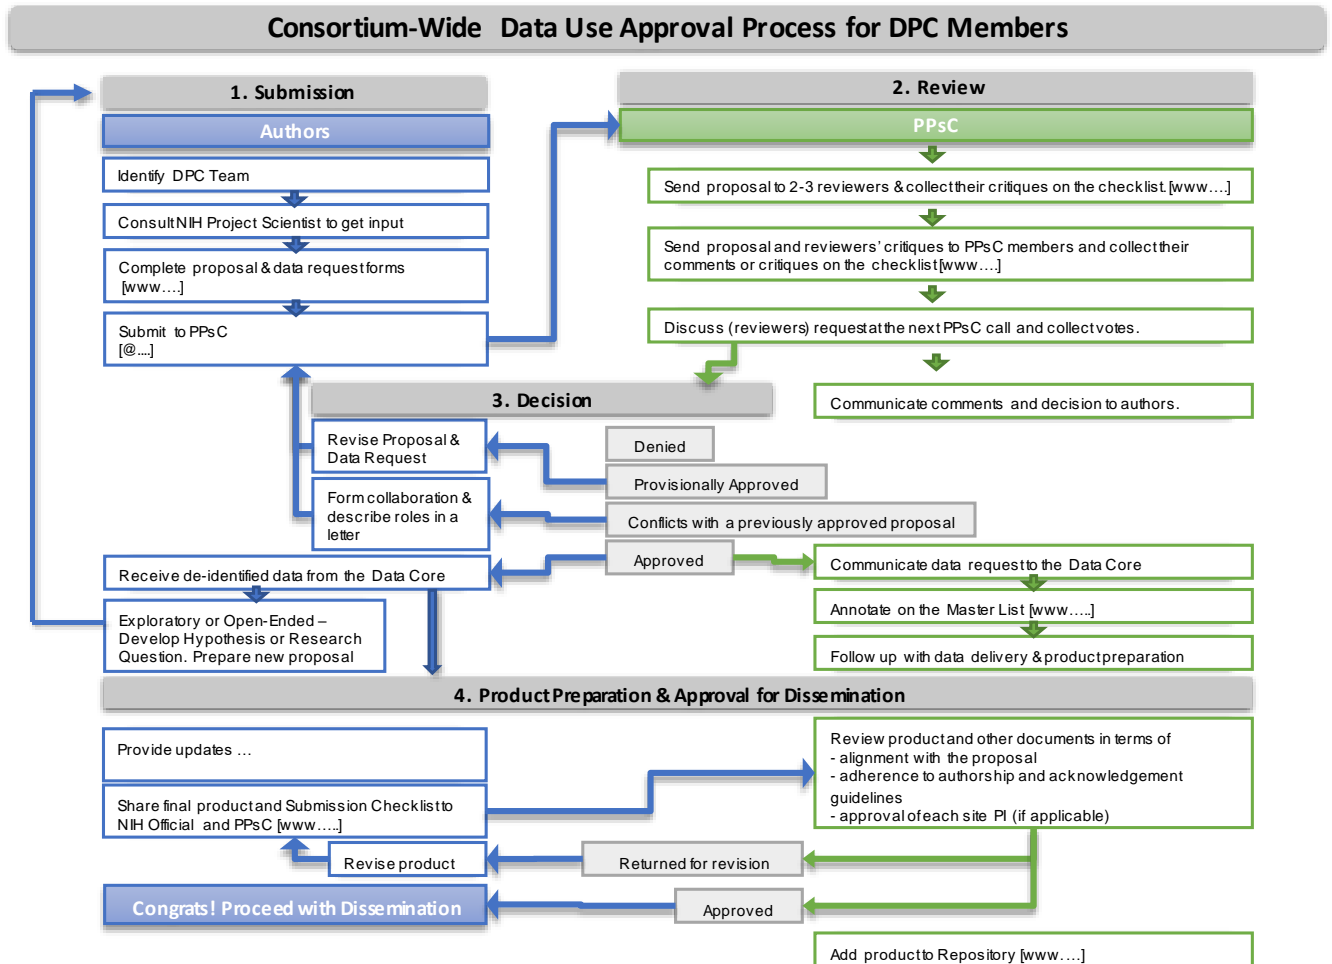 Consortium-Wide Data Use Approval Process for DPC Members
1. Submission
Authors
Identify DPC Team
Consult NIH Project Scientist to get input
Complete proposal & data request forms
[www....]
Submit to PPsC
[@....]
2. Review
PPsC
Send proposal to 2-3 reviewers & collect their critiques on the checklist. [www....]
Send proposal and reviewers' critiques to PPsC members and collect their
comments or critiques on the checklist [www....]
Discuss (reviewers) request at the next PPsC call and collect votes.
Communicate comments and decision to authors.
3. Decision
Revise Proposal &
Data Request
Form collaboration &
describe roles in a
letter
Denied
Provisionally Approved
Conflicts with a previously approved proposal
Approved
Receive de-identified data from the Data Core
Exploratory or Open-Ended –
Develop Hypothesis or Research
Question. Prepare new proposal
Communicate data request to the Data Core
Annotate on the Master List [www.....]
Follow up with data delivery & product preparation
4. Product Preparation & Approval for Dissemination
Provide updates ...
Share final product and Submission Checklist to
NIH Official and PPsC [www.....]
Review product and other documents in terms of
- alignment with the proposal
- adherence to authorship and acknowledgement
guidelines
- approval of each site PI (if applicable)
Revise product
Returned for revision
Congrats! Proceed with Dissemination
Approved
Add product to Repository [www....]